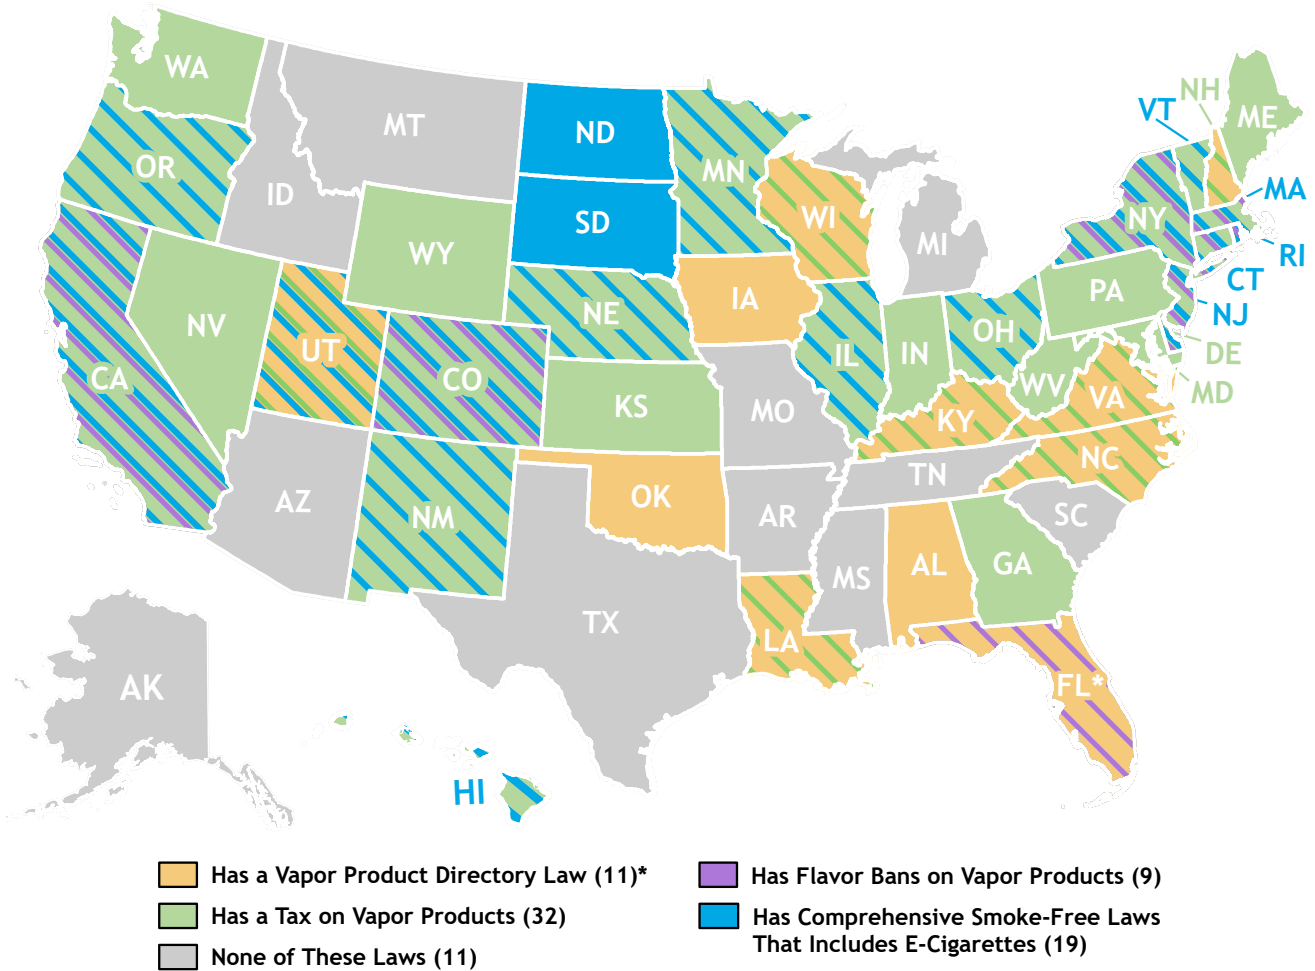 WA
NH
VT
ME
MT
ND
OR
MN
MA
ID
SD
WI
NY
MI
WY
RI
CT
IA
PA
NE
NV
NJ
UT
OH
IL
IN
DE
CA
CO
WV
MD
KS
MO
VA
KY
NC
TN
OK
AZ
NM
AR
SC
MS
AL
GA
TX
LA
AK
FL*
HI
Has a Vapor Product Directory Law (11)*
Has a Tax on Vapor Products (32)
None of These Laws (11)
Has Flavor Bans on Vapor Products (9)
Has Comprehensive Smoke-Free Laws
That Includes E-Cigarettes (19)